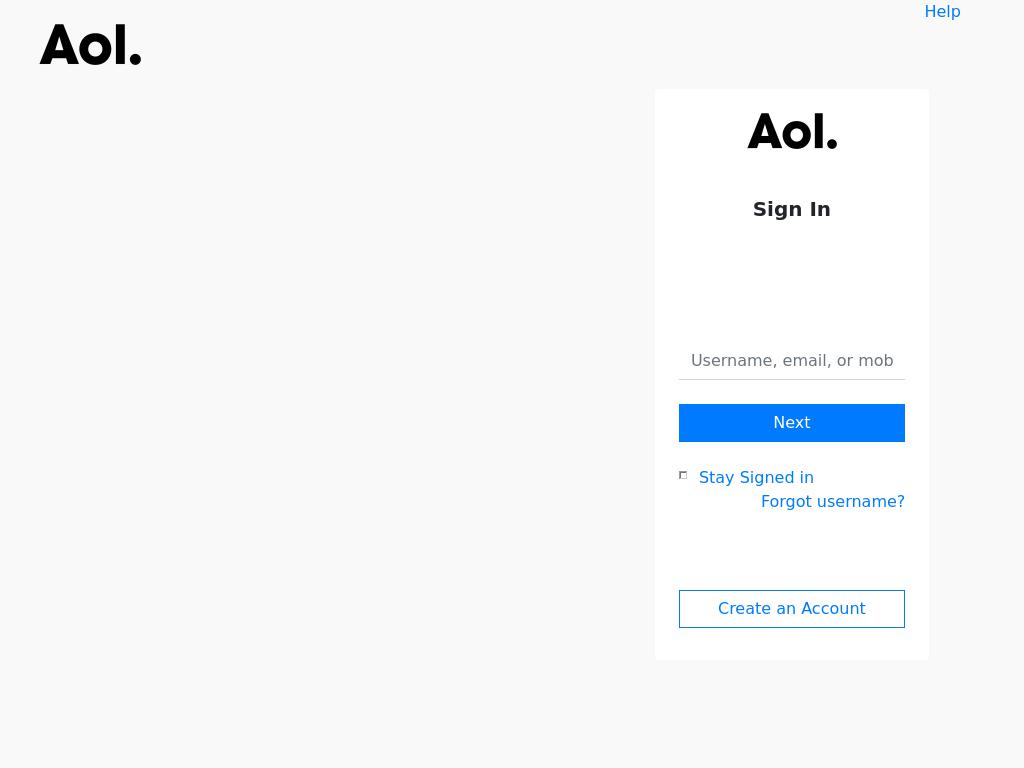 Help
Aol.
Aol.
Sign In
Username, email, or mob
Next
Stay Signed in
Forgot username?
Create an Account